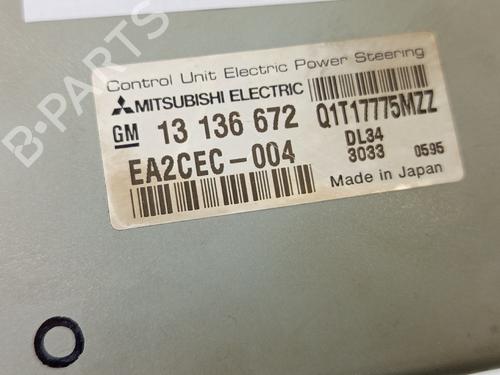 Control Unit Electric Power Steering
MITSUBISHI ELECTRIC
GM 13 136 672 Q1T17775MZZ
EA2CEC-004 DL34
3033 0595
Made in Japan